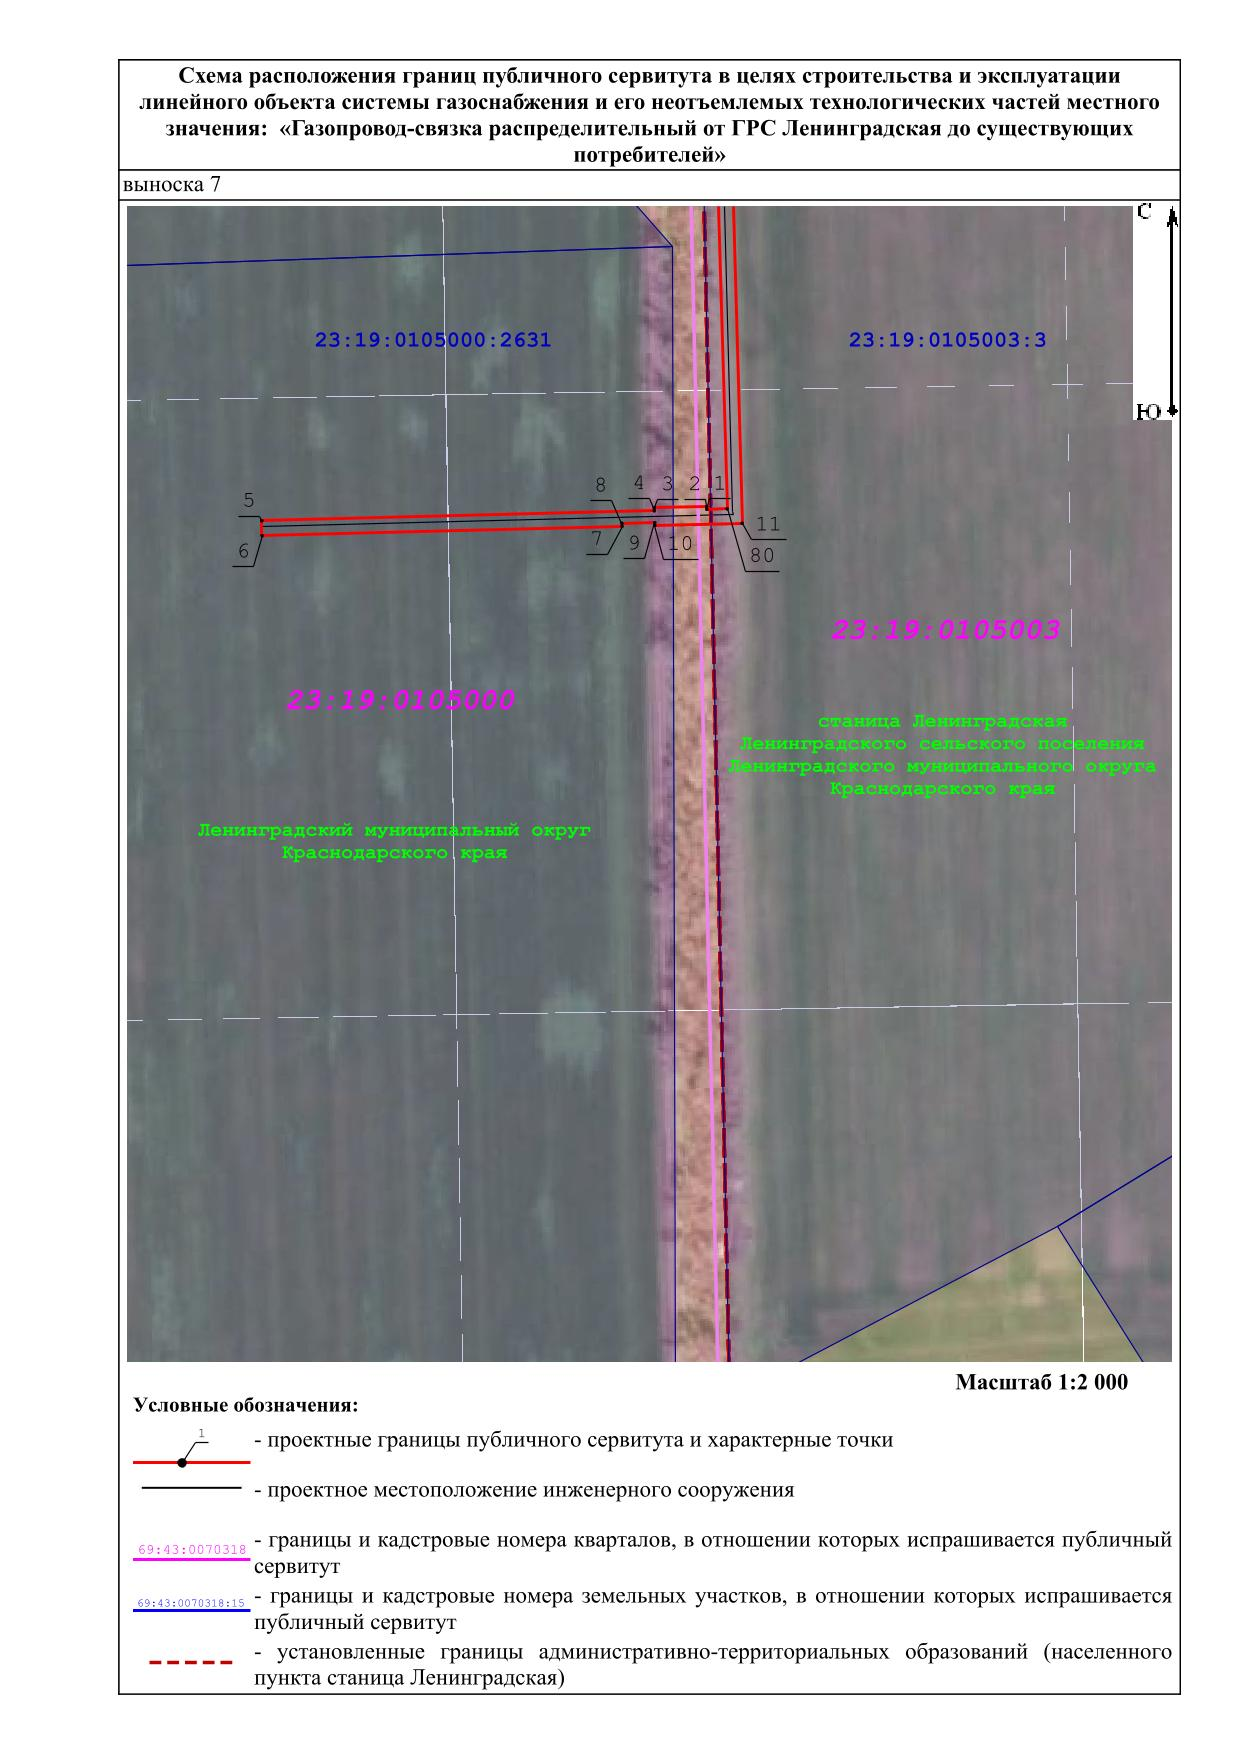 Схема расположения границ публичного сервитута в целях строительства и эксплуатации
линейного объекта системы газоснабжения и его неотъемлемых технологических частей местного
значения: «Газопровод-связка распределительный от ГРС Ленинградская до существующих
потребителей»
выноска 7
С
23:19:0105000:2631
23:19:0105003:3
Ю
5
8
4
3
2
1
6
7
9
10
11
80
23:19:0105003
23:19:0105000
станица Ленинградская
Ленинградского сельского поселения
Ленинградского муниципального округа
Краснодарского края
Ленинградский муниципальный округ
Краснодарского края
Масштаб 1:2 000
Условные обозначения:
1
- проектные границы публичного сервитута и характерные точки
- проектное местоположение инженерного сооружения
69:43:0070318
- границы и кадстровые номера кварталов, в отношении которых испрашивается публичный
сервитут
69:43:0070318:15
- границы и кадстровые номера земельных участков, в отношении которых испрашивается
публичный сервитут
- установленные границы административно-территориальных образований (населенного
пункта станица Ленинградская)